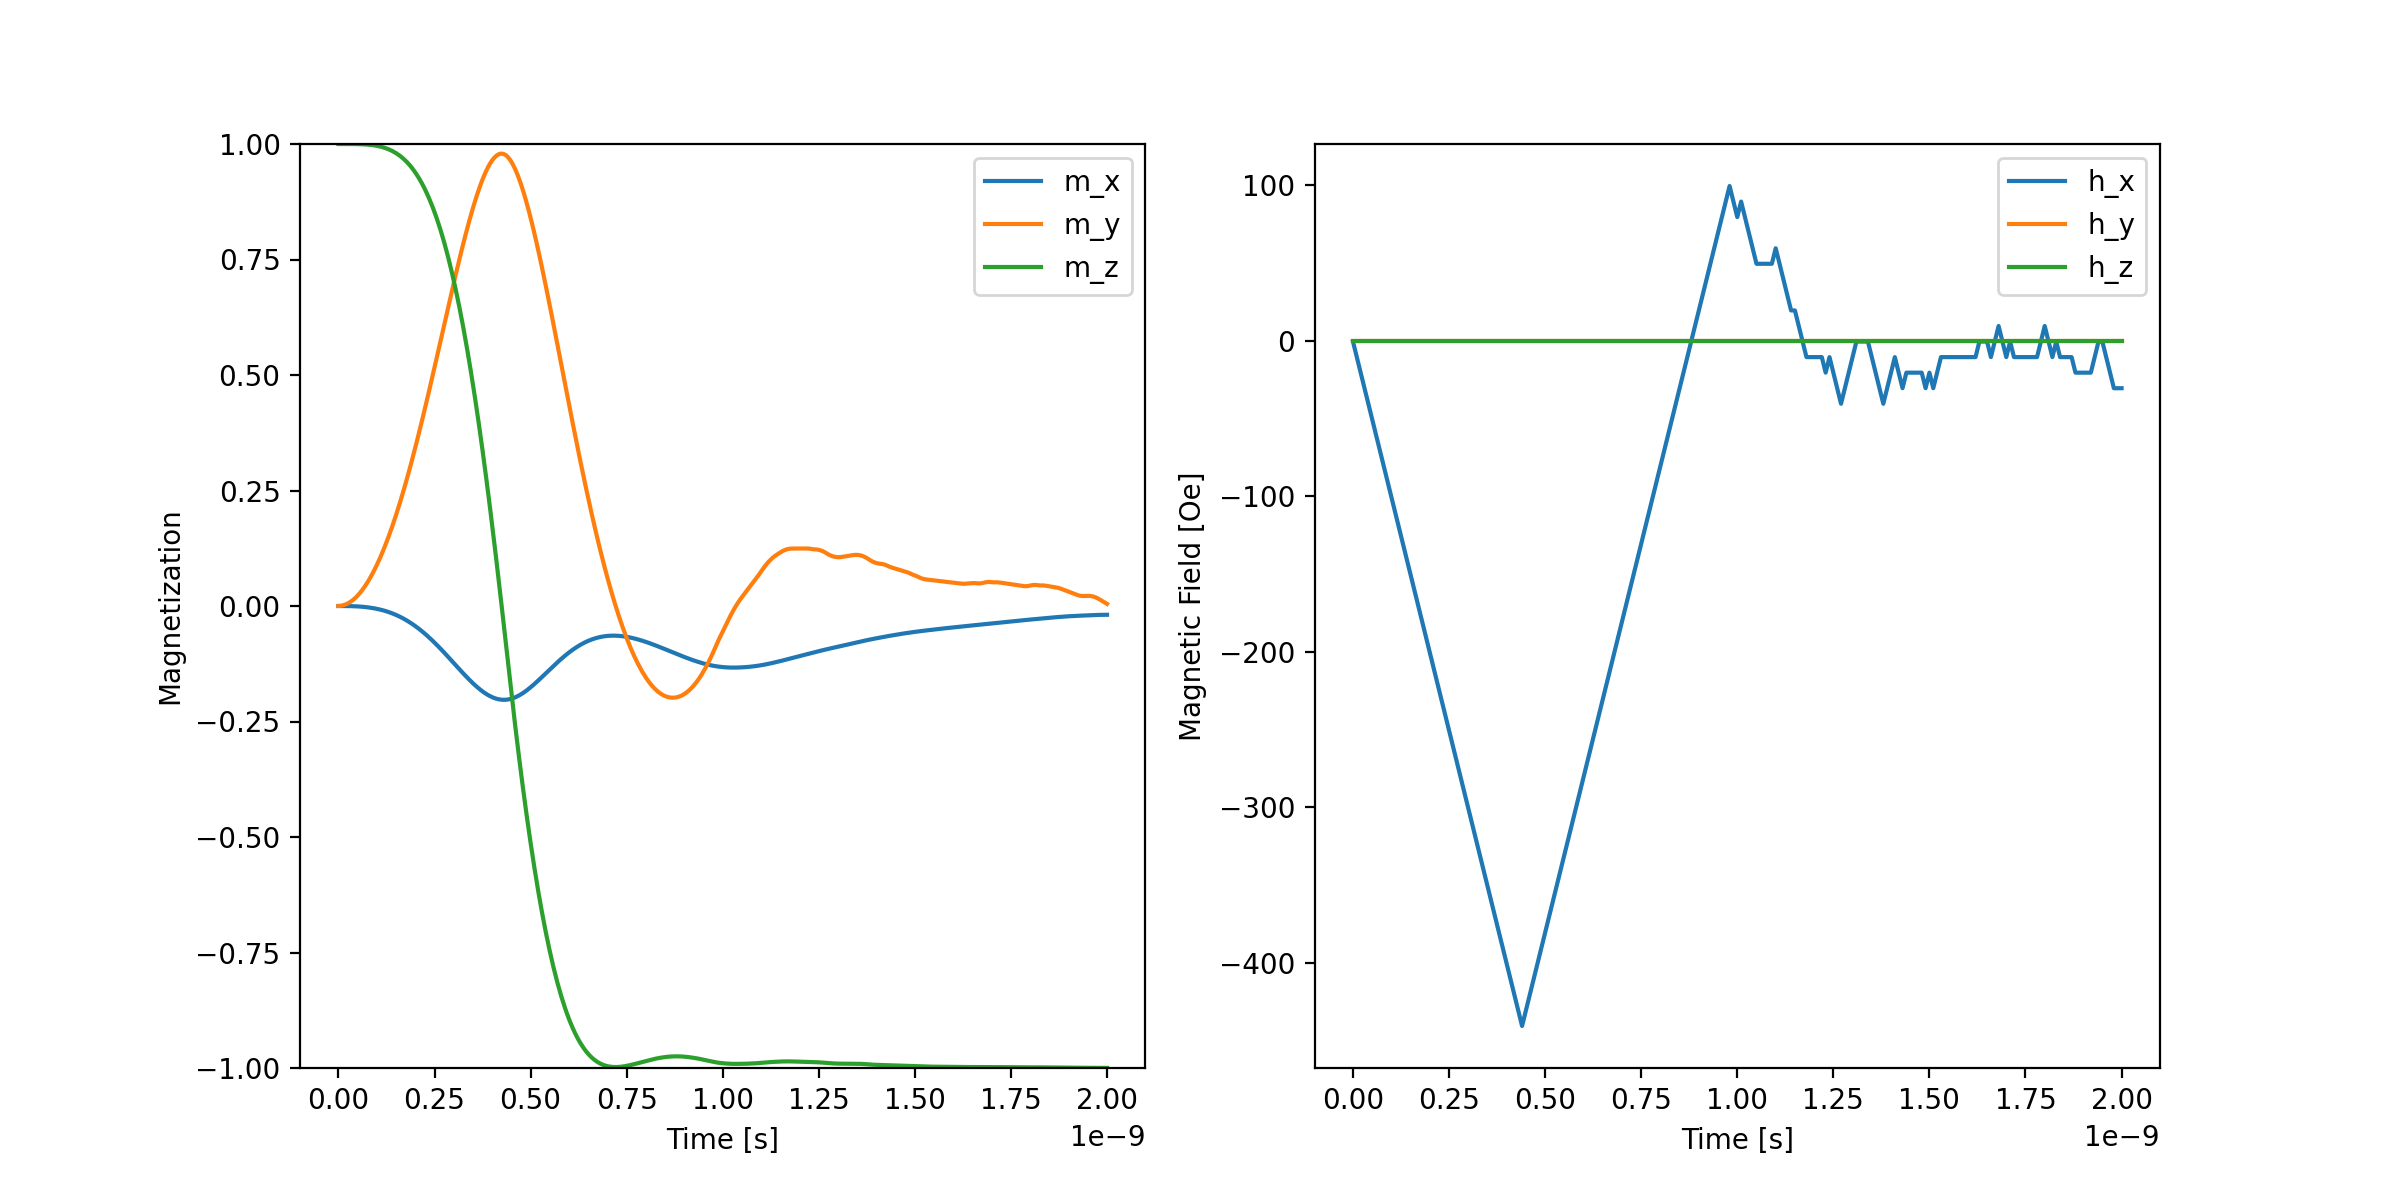 1.00
0.75
0.50
0.25
0.00
−0.25
−0.50
−0.75
−1.00
Magnetization
m_x
m_y
m_z
0.00 0.25 0.50 0.75 1.00 1.25 1.50 1.75 2.00
Time [s]
1e−9
100
0
−100
−200
−300
−400
Magnetic Field [Oe]
h_x
h_y
h_z
0.00 0.25 0.50 0.75 1.00 1.25 1.50 1.75 2.00
Time [s]
1e−9